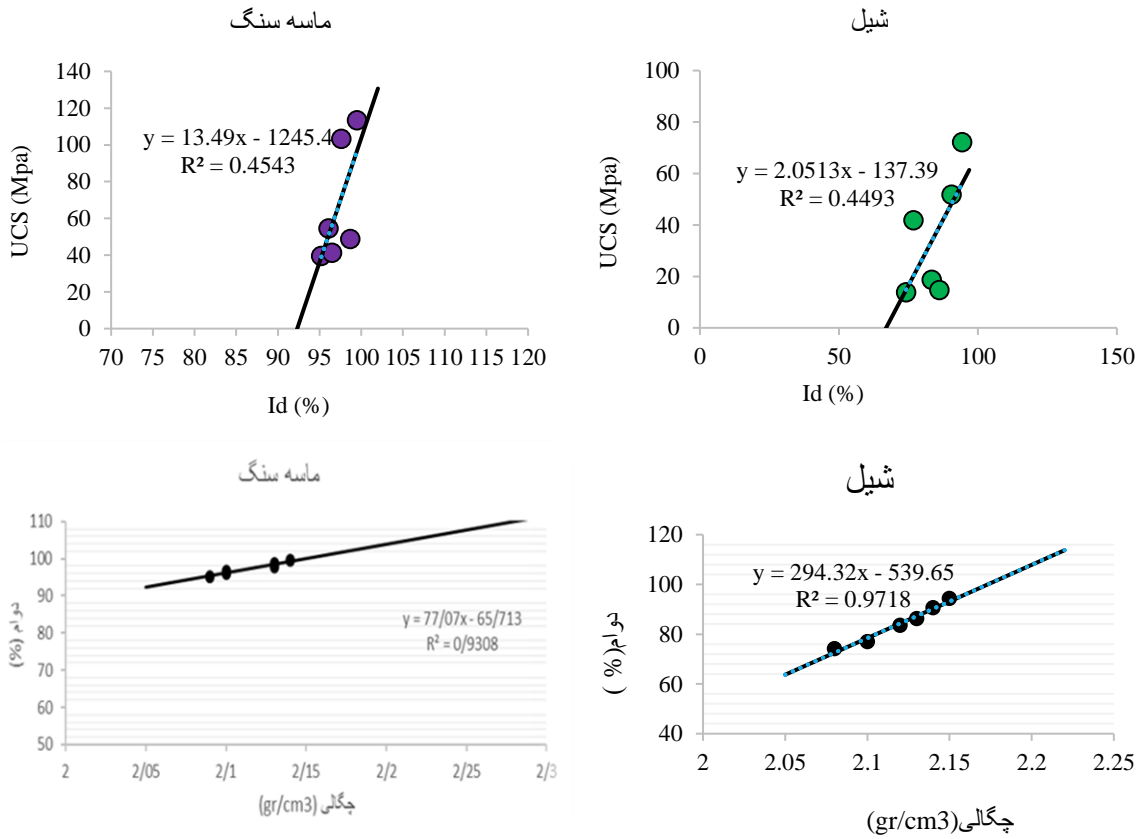 ماسه سنگ
UCS (Mpa)
140
120
100
80
60
40
20
0
y = 13.49x - 1245.4
R² = 0.4543
70 75 80 85 90 95 100 105 110 115 120
Id (%)
شیل
UCS (Mpa)
100
80
60
40
20
0
y = 2.0513x - 137.39
R² = 0.4493
0 50 100 150
Id (%)
ماسه سنگ
دوام (%)
110
100
90
80
70
60
50
y = 77/07x - 65/713
R² = 0/9308
2 2/05 2/1 2/15 2/2 2/25 2/3
چگالی (gr/cm3)
شیل
دوام(% )
120
100
80
60
40
y = 294.32x - 539.65
R² = 0.9718
2 2.05 2.1 2.15 2.2 2.25
چگالی(gr/cm3)